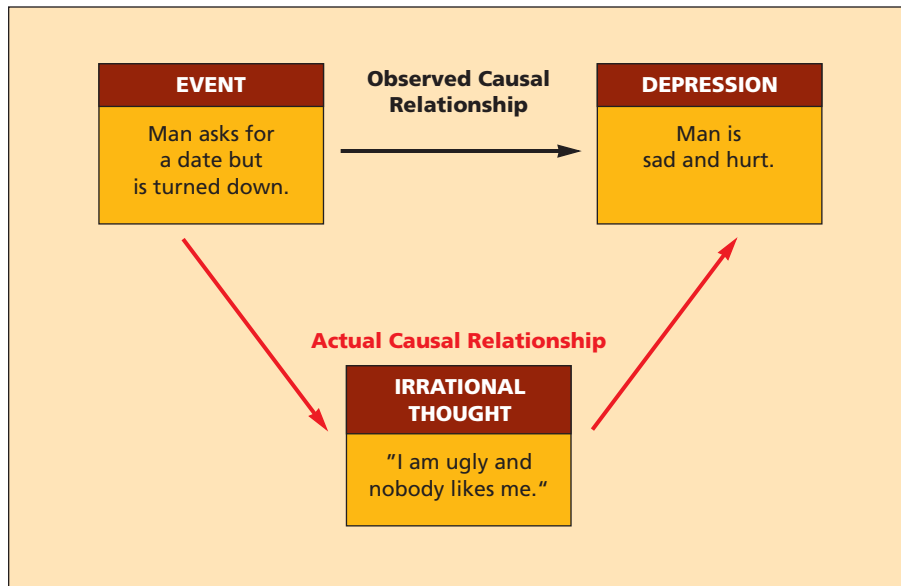 EVENT
Man asks for
a date but
is turned down.
Observed Causal
Relationship
DEPRESSION
Man is
sad and hurt.
Actual Causal Relationship
IRRATIONAL
THOUGHT
”I am ugly and
nobody likes me.“